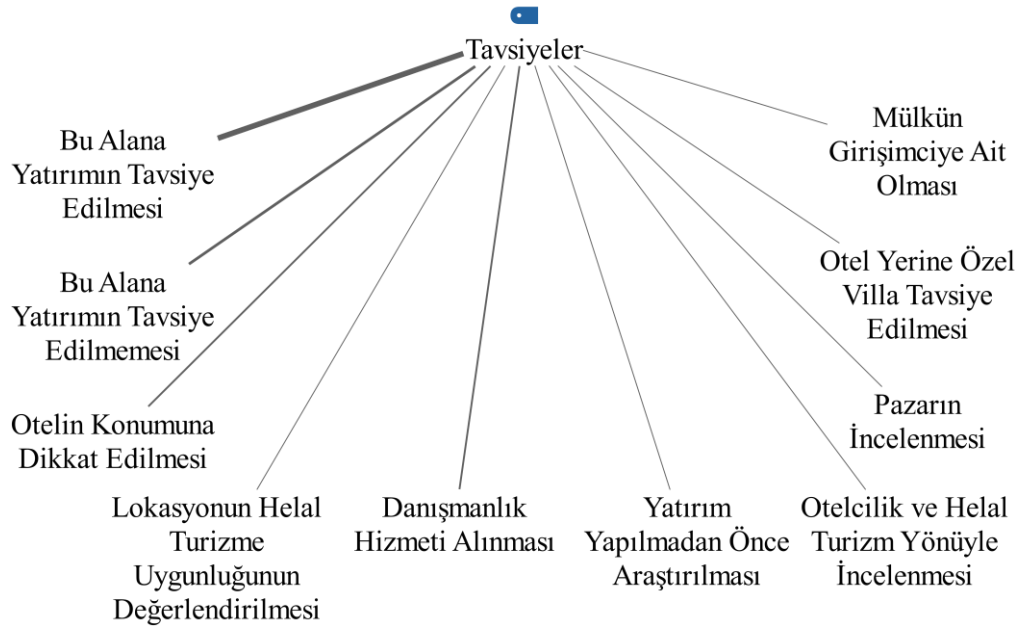 Tavsiyeler
Bu Alana
Yatırımın Tavsiye
Edilmesi
Bu Alana
Yatırımın Tavsiye
Edilmemesi
Otelin Konumuna
Dikkat Edilmesi
Lokasyonun Helal
Turizme
Uygunluğunun
Değerlendirilmesi
Danışmanlık
Hizmeti Alınması
Yatırım
Yapılmadan Önce
Araştırılması
Otelcilik ve Helal
Turizm Yönüyle
İncelenmesi
Pazarın
İncelenmesi
Otel Yerine Özel
Villa Tavsiye
Edilmesi
Mülkün
Girişimciye Ait
Olması